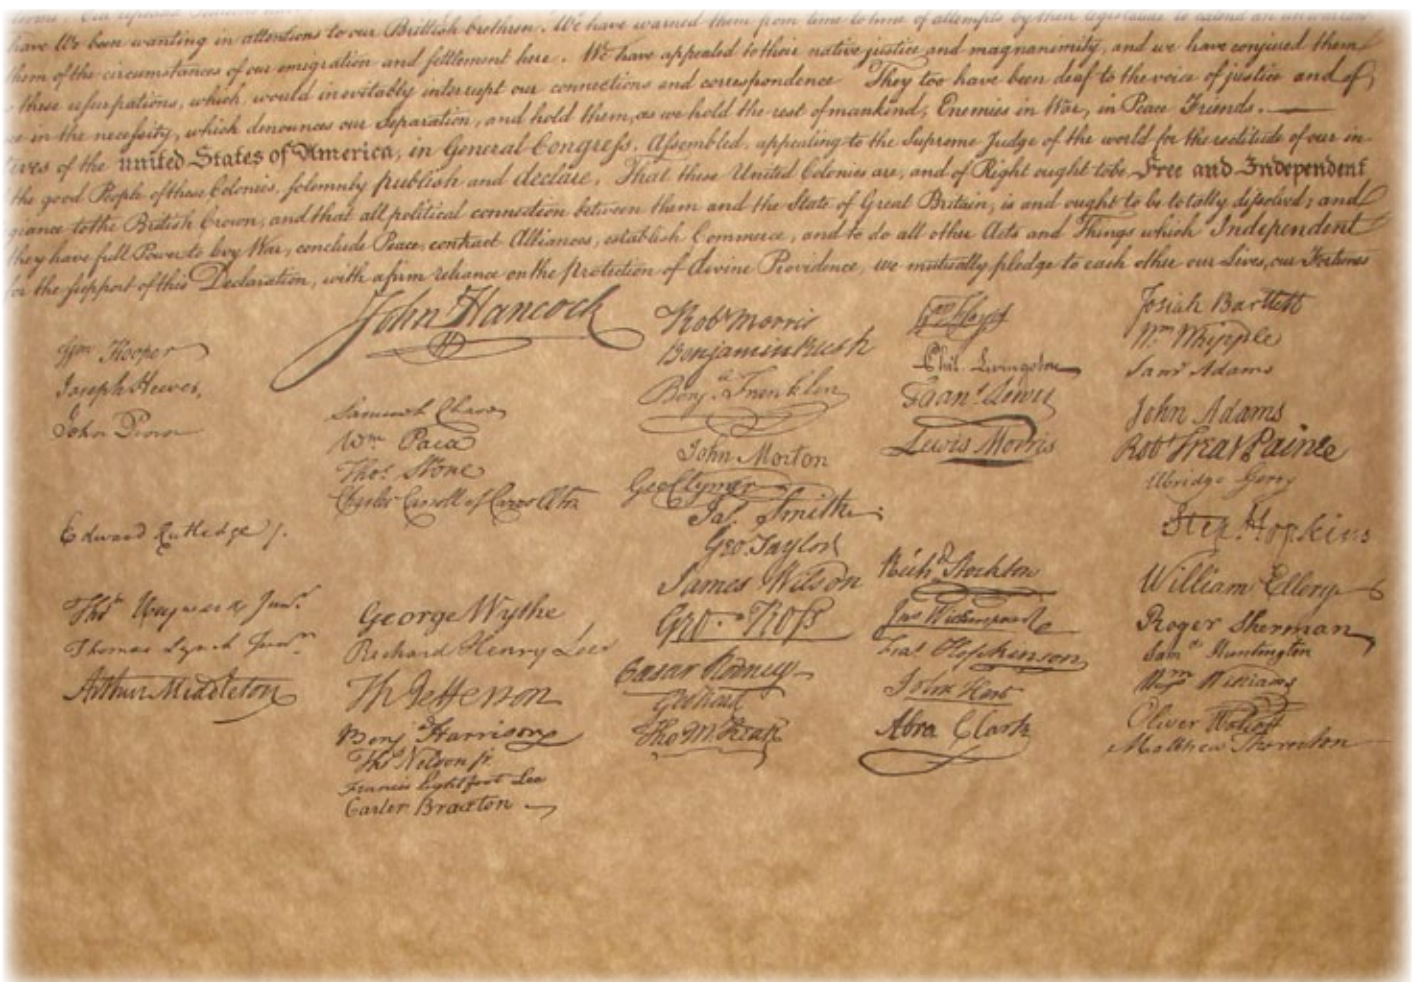 have We been wanting in attentions to our Brittish brethren. We have warned them from time to time of attempts by their legislature to extend an
them of the circumstances of our emigration and settlement here. We have appealed to their native justice and magnanimity, and we have conjured them
these usurpations, which, would inevitably interrupt our connections and correspondence They too have been deaf to the voice of justice and of
ce in the necessity, which denounces our Separation, and hold them, as we hold the rest of mankind, Enemies in War, in Peace Friends.
tives of the united States of America, in General Congress, Assembled, appealing to the Supreme Judge of the world for the rectitude of our in-
the good People of these Colonies, solemnly publish and declare, That these United Colonies are, and of Right ought to be Free and Independent
giance to the British Crown, and that all political connection between them and the State of Great Britain, is and ought to be totally dissolved; and
they have full Power to levy War, conclude Peace, contract Alliances, establish Commerce, and to do all other Acts and Things which Independent
for the support of this Declaration, with a firm reliance on the protection of divine Providence, we mutually pledge to each other our Lives, our Fortunes
Wm Hooper
Joseph Hewes,
John
Edward Rutledge /.
Thos Junr.
Thomas Lynch Junr
Arthur Middleton
John Hancock
Samuel Chase
Wm Paca
Thos. Stone
Charles Carroll of
George Wythe
Richard Henry Lee
Th Jefferson
Benj Harrison
Thos Nelson jr.
Francis Lightfoot Lee
Carter Braxton
Robt Morris
Benjamin Rush
Benja. Franklin
John Morton
Geo Clymer
Jas. Smith
Geo. Taylor
James Wilson
Geo. Ross
Caesar Rodney
Geo Read
Tho M:Kean
Wm Floyd
Phil. Livingston
Frans. Lewis
Lewis Morris
Richd Stockton
Jno Witherspoon
Fras Hopkinson
John Hart
Abra Clark
Josiah Bartlett
Wm Whipple
Saml Adams
John Adams
Robt Treat Paine
Elbridge Gerry
Step. Hopkins
William Ellery
Roger Sherman
Saml Huntington
Wm Williams
Oliver Wolcott
Matthew Thornton